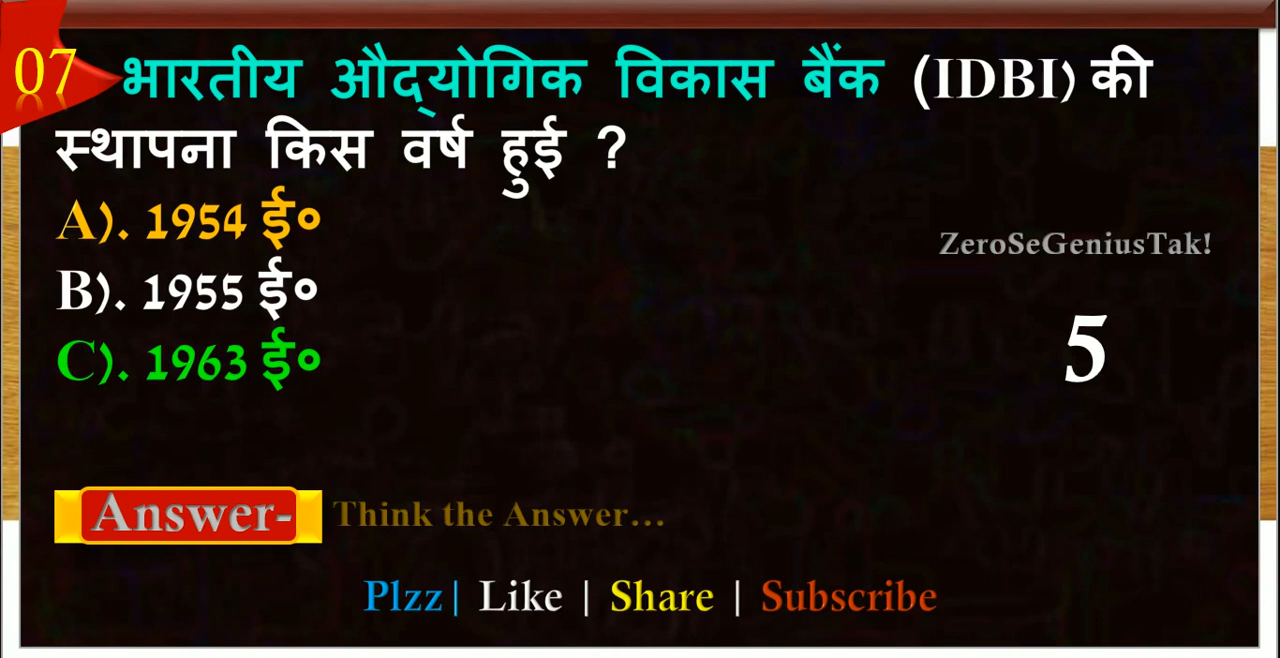 07
भारतीय औद्योगिक विकास बैंक (IDBI) की
स्थापना किस वर्ष हुई ?
A). 1954 ई०
B). 1955 ई०
C). 1963 ई०
ZeroSeGeniusTak!
5
Answer- Think the Answer...
Plzz| Like | Share | Subscribe